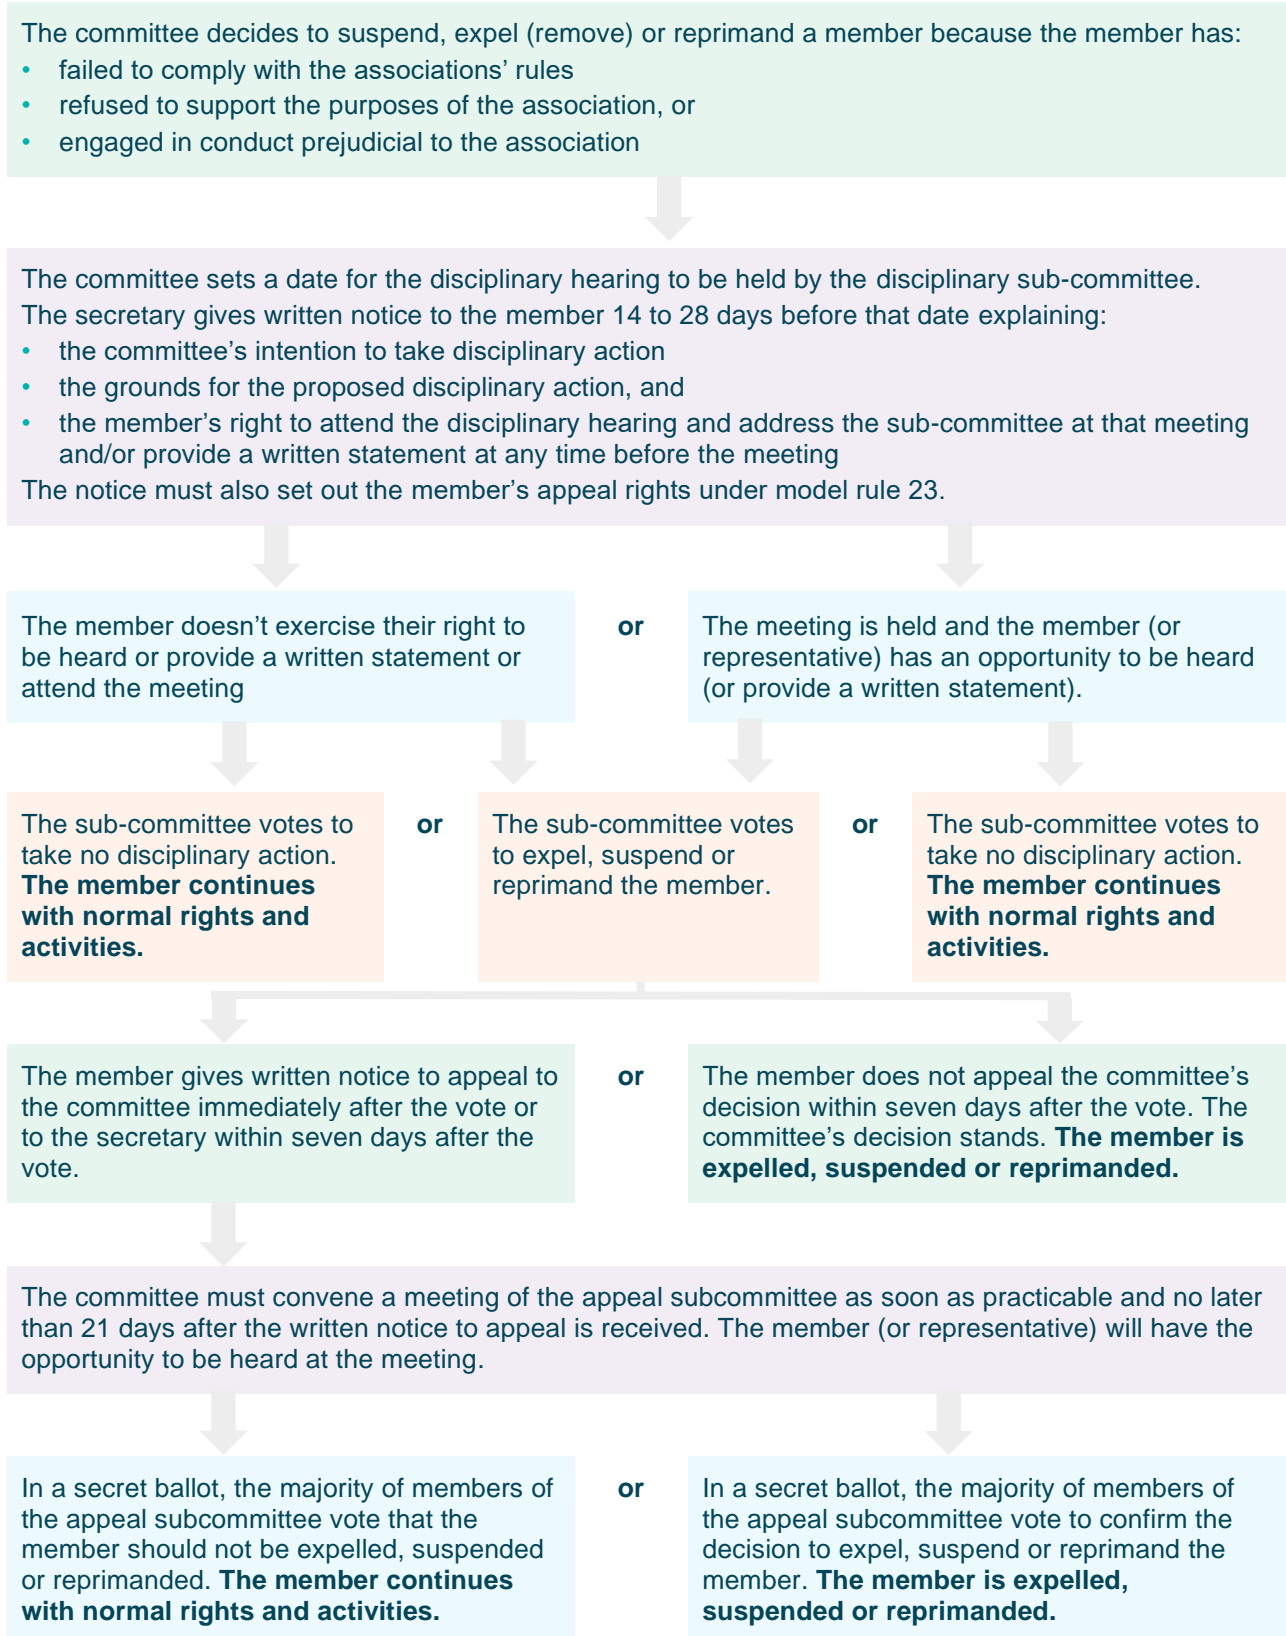 The committee decides to suspend, expel (remove) or reprimand a member because the member has:
• failed to comply with the associations’ rules
• refused to support the purposes of the association, or
• engaged in conduct prejudicial to the association
The committee sets a date for the disciplinary hearing to be held by the disciplinary sub-committee.
The secretary gives written notice to the member 14 to 28 days before that date explaining:
• the committee’s intention to take disciplinary action
• the grounds for the proposed disciplinary action, and
• the member’s right to attend the disciplinary hearing and address the sub-committee at that meeting
and/or provide a written statement at any time before the meeting
The notice must also set out the member’s appeal rights under model rule 23.
The member doesn’t exercise their right to
be heard or provide a written statement or
attend the meeting
or
The meeting is held and the member (or
representative) has an opportunity to be heard
(or provide a written statement).
The sub-committee votes to
take no disciplinary action.
The member continues
with normal rights and
activities.
or
The sub-committee votes
to expel, suspend or
reprimand the member.
or
The sub-committee votes to
take no disciplinary action.
The member continues
with normal rights and
activities.
The member gives written notice to appeal to
the committee immediately after the vote or
to the secretary within seven days after the
vote.
or
The member does not appeal the committee’s
decision within seven days after the vote. The
committee’s decision stands. The member is
expelled, suspended or reprimanded.
The committee must convene a meeting of the appeal subcommittee as soon as practicable and no later
than 21 days after the written notice to appeal is received. The member (or representative) will have the
opportunity to be heard at the meeting.
In a secret ballot, the majority of members of
the appeal subcommittee vote that the
member should not be expelled, suspended
or reprimanded. The member continues
with normal rights and activities.
or
In a secret ballot, the majority of members of
the appeal subcommittee vote to confirm the
decision to expel, suspend or reprimand the
member. The member is expelled,
suspended or reprimanded.